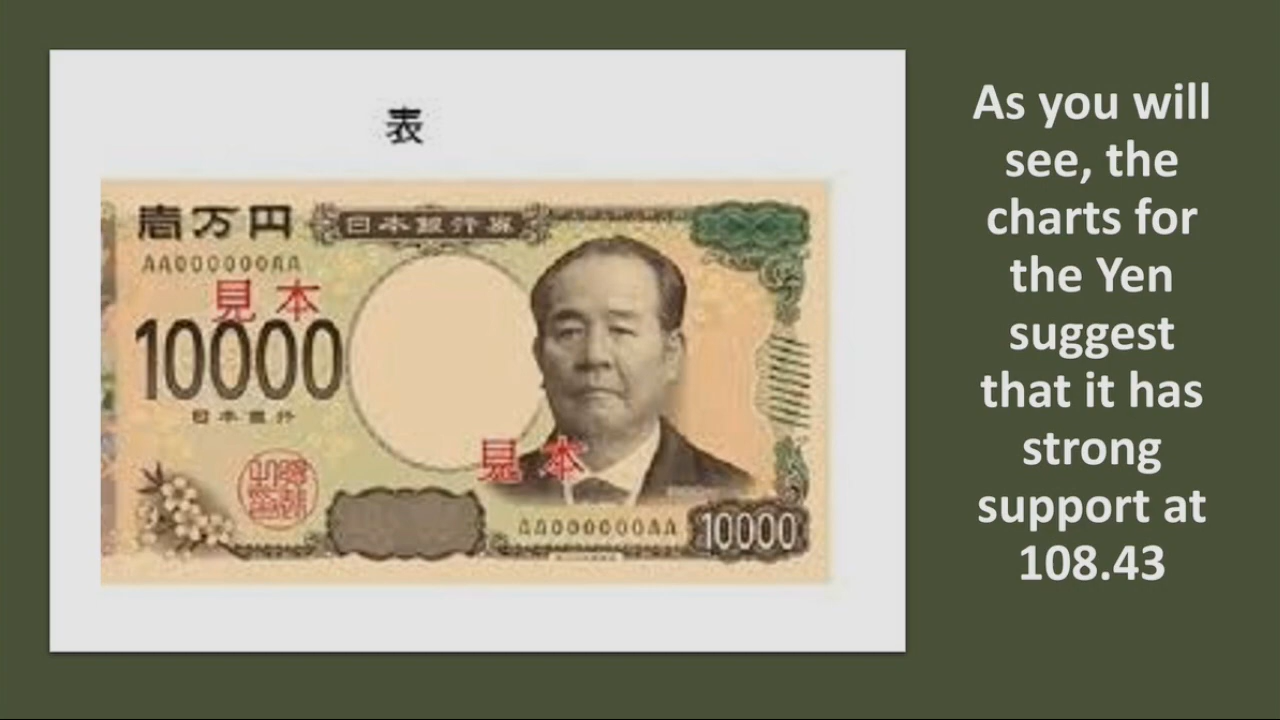 表
壱万円
日本銀行券
AA000000AA
見本
10000
日本銀行
見本
AA000000AA
10000
As you will
see, the
charts for
the Yen
suggest
that it has
strong
support at
108.43